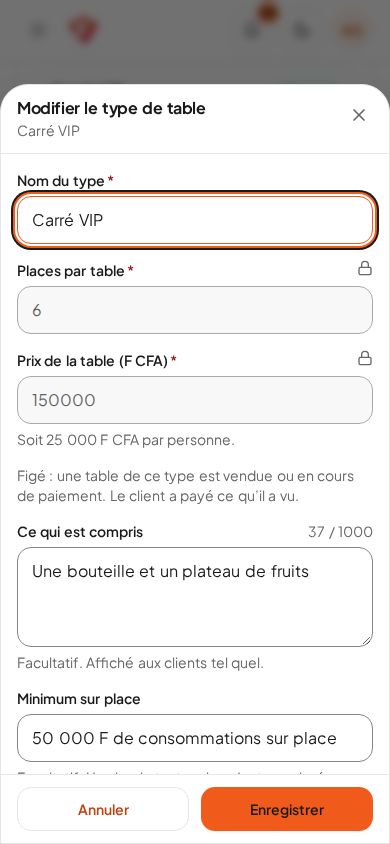 Modifier le type de table
Carré VIP
Nom du type *
Carré VIP
Places par table *
6
Prix de la table (F CFA) *
150000
Soit 25 000 F CFA par personne.
Figé : une table de ce type est vendue ou en cours
de paiement. Le client a payé ce qu'il a vu.
Ce qui est compris 37 / 1000
Une bouteille et un plateau de fruits
Facultatif. Affiché aux clients tel quel.
Minimum sur place
50 000 F de consommations sur place
Annuler Enregistrer